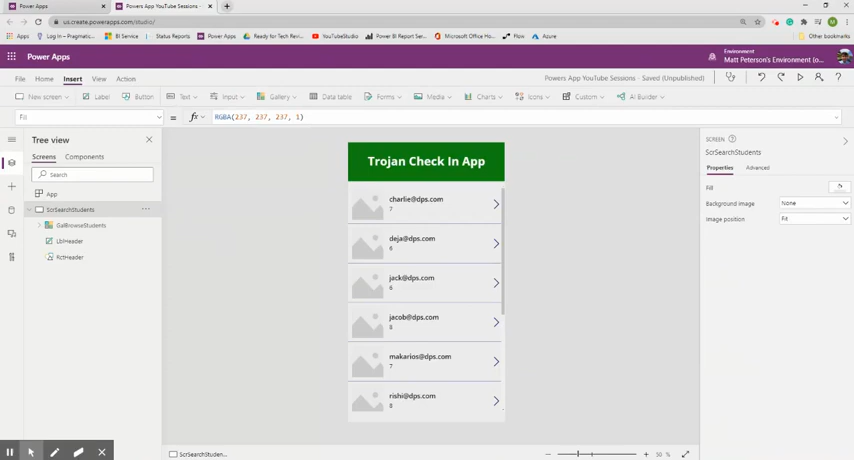 Power Apps
Powers App YouTube Sessions —
us.create.powerapps.com/studio/
Apps
Log in – Pragmatic...
BI Service
Status Reports
Power Apps
Ready for Tech Revi...
YouTubeStudio
Power BI Report Ser...
Microsoft Office Ho...
Flow
Azure
Other bookmarks
Power Apps
Environment
Matt Peterson's Environment (o...
File Home Insert View Action
Powers App YouTube Sessions - Saved (Unpublished)
New screen Label Button Text Input Gallery Data table Forms Media Charts Icons Custom AI Builder
Fill = fx RGBA(237, 237, 237, 1)
Tree view
Screens Components
Search
App
ScrSearchStudents
GalBrowseStudents
LblHeader
RctHeader
Trojan Check In App
charlie@dps.com
7
deja@dps.com
6
jack@dps.com
6
jacob@dps.com
8
makarios@dps.com
7
rishi@dps.com
8
SCREEN
ScrSearchStudents
Properties Advanced
Fill
Background image None
Image position Fit
ScrSearchStuden...
50 %